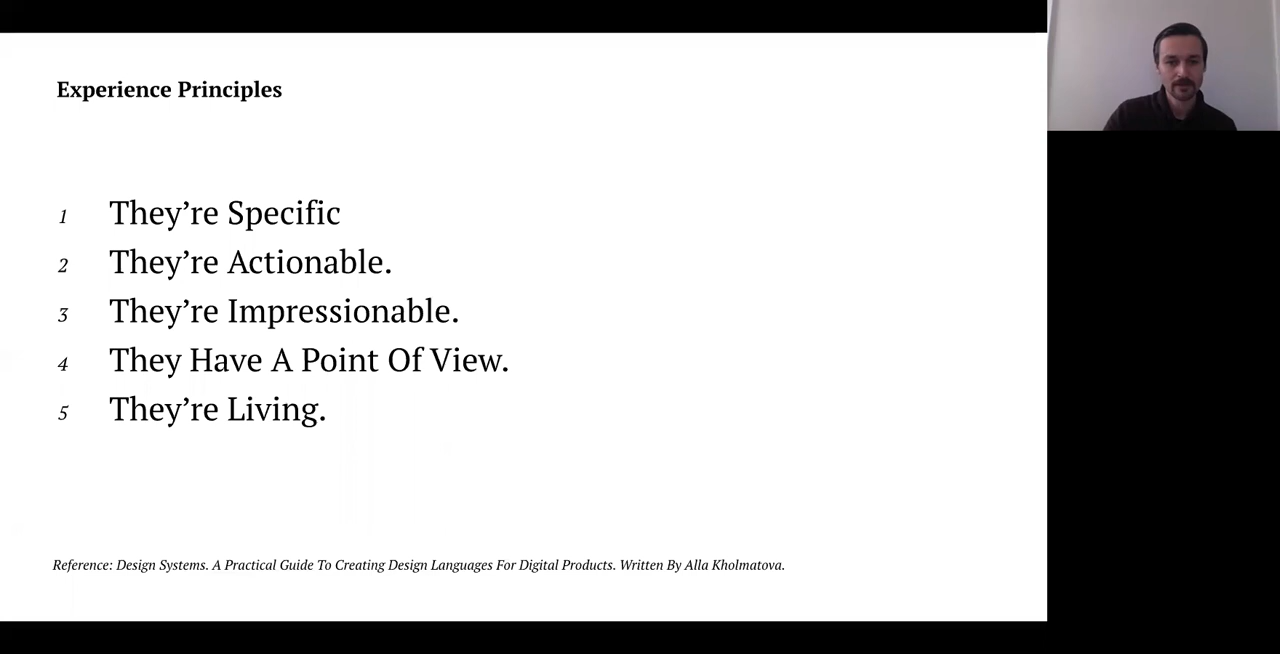 Experience Principles
1 They’re Specific
2 They’re Actionable.
3 They’re Impressionable.
4 They Have A Point Of View.
5 They’re Living.
Reference: Design Systems. A Practical Guide To Creating Design Languages For Digital Products. Written By Alla Kholmatova.